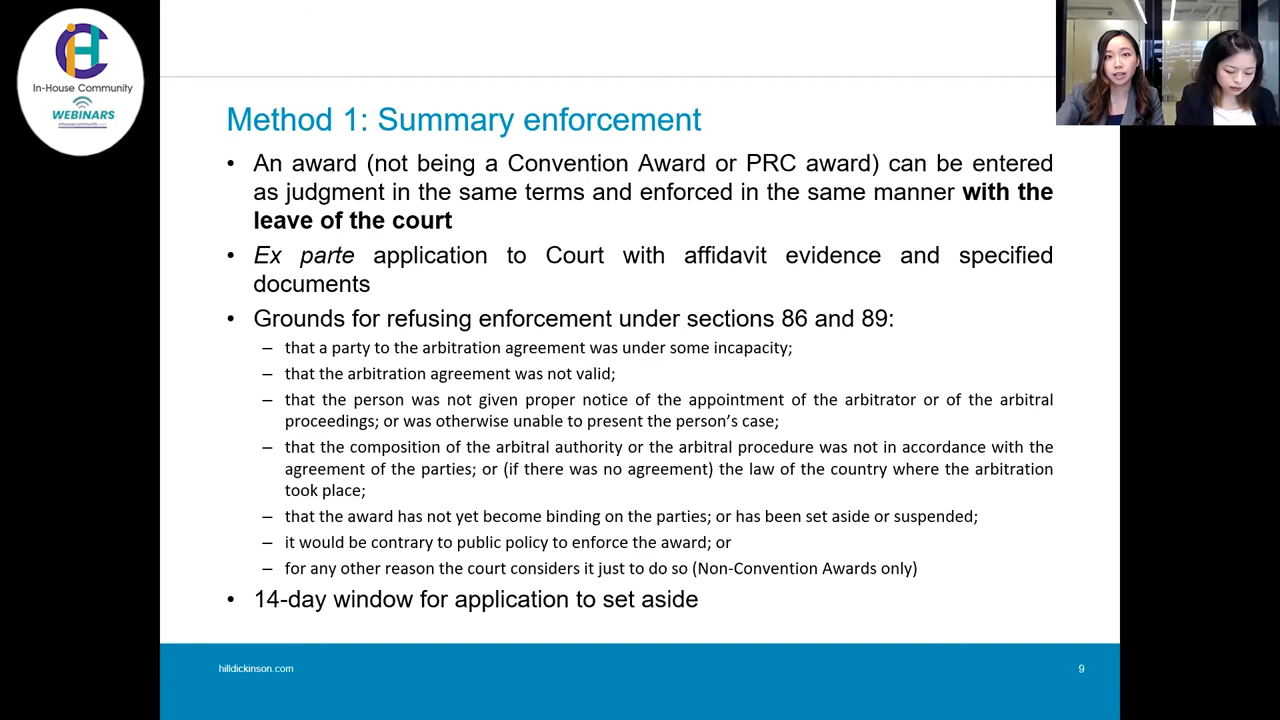 iHC
In-House Community
WEBINARS
Method 1: Summary enforcement
• An award (not being a Convention Award or PRC award) can be entered
as judgment in the same terms and enforced in the same manner with the
leave of the court
• Ex parte application to Court with affidavit evidence and specified
documents
• Grounds for refusing enforcement under sections 86 and 89:
– that a party to the arbitration agreement was under some incapacity;
– that the arbitration agreement was not valid;
– that the person was not given proper notice of the appointment of the arbitrator or of the arbitral
proceedings; or was otherwise unable to present the person's case;
– that the composition of the arbitral authority or the arbitral procedure was not in accordance with the
agreement of the parties; or (if there was no agreement) the law of the country where the arbitration
took place;
– that the award has not yet become binding on the parties; or has been set aside or suspended;
– it would be contrary to public policy to enforce the award; or
– for any other reason the court considers it just to do so (Non-Convention Awards only)
• 14-day window for application to set aside
hilldickinson.com
9